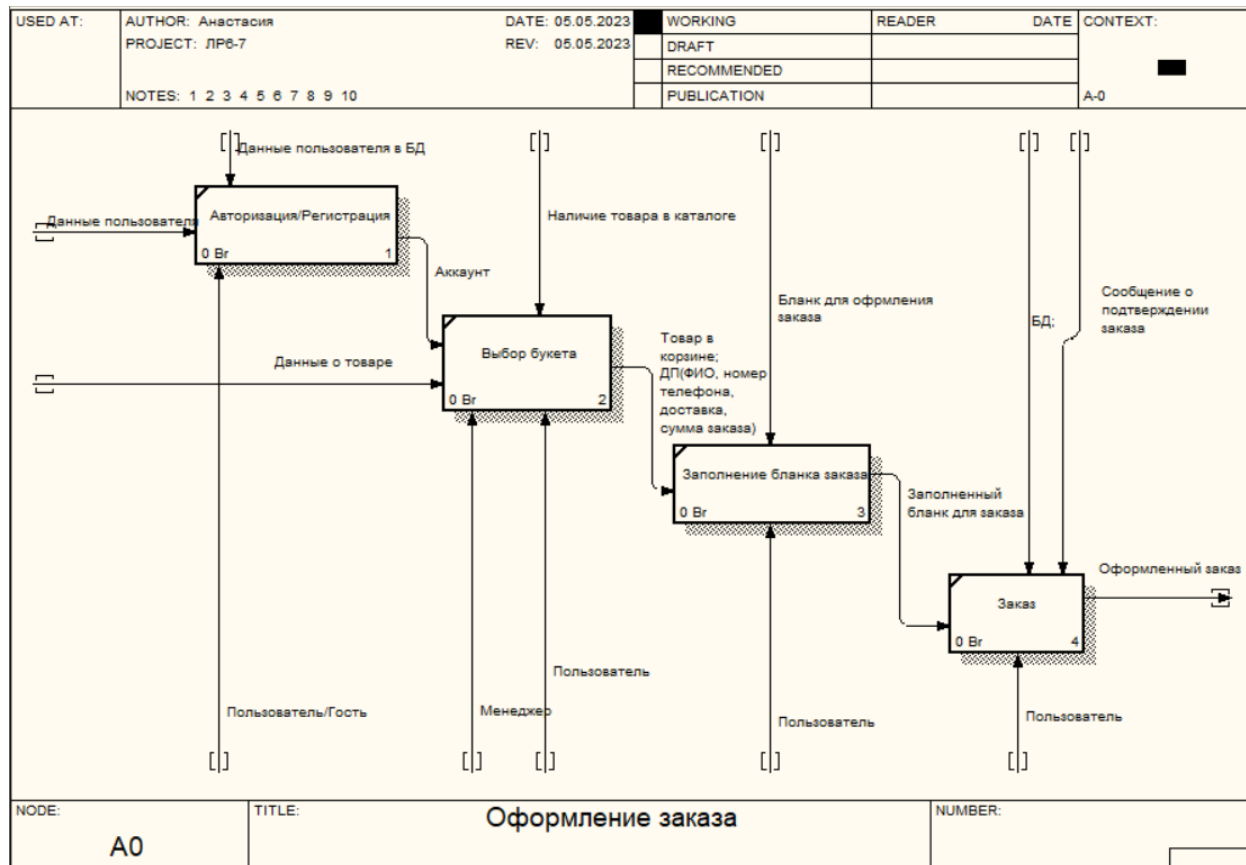 USED AT:
AUTHOR: Анастасия
DATE: 05.05.2023
PROJECT: ЛР6-7
REV: 05.05.2023
NOTES: 1 2 3 4 5 6 7 8 9 10
WORKING
DRAFT
RECOMMENDED
PUBLICATION
READER
DATE
CONTEXT:
A-0
Данные пользователя в БД
Данные пользователя
Авторизация/Регистрация
0 Br
1
Аккаунт
Наличие товара в каталоге
Данные о товаре
Выбор букета
0 Br
2
Бланк для офрмления
заказа
Товар в
корзине;
ДП(ФИО, номер
телефона,
доставка,
сумма заказа)
Заполнение бланка заказа
0 Br
3
БД;
Сообщение о
подтверждении
заказа
Заполненный
бланк для заказа
Заказ
0 Br
4
Оформленный заказ
Пользователь/Гость
Менеджер
Пользователь
Пользователь
Пользователь
NODE:
A0
TITLE:
Оформление заказа
NUMBER: